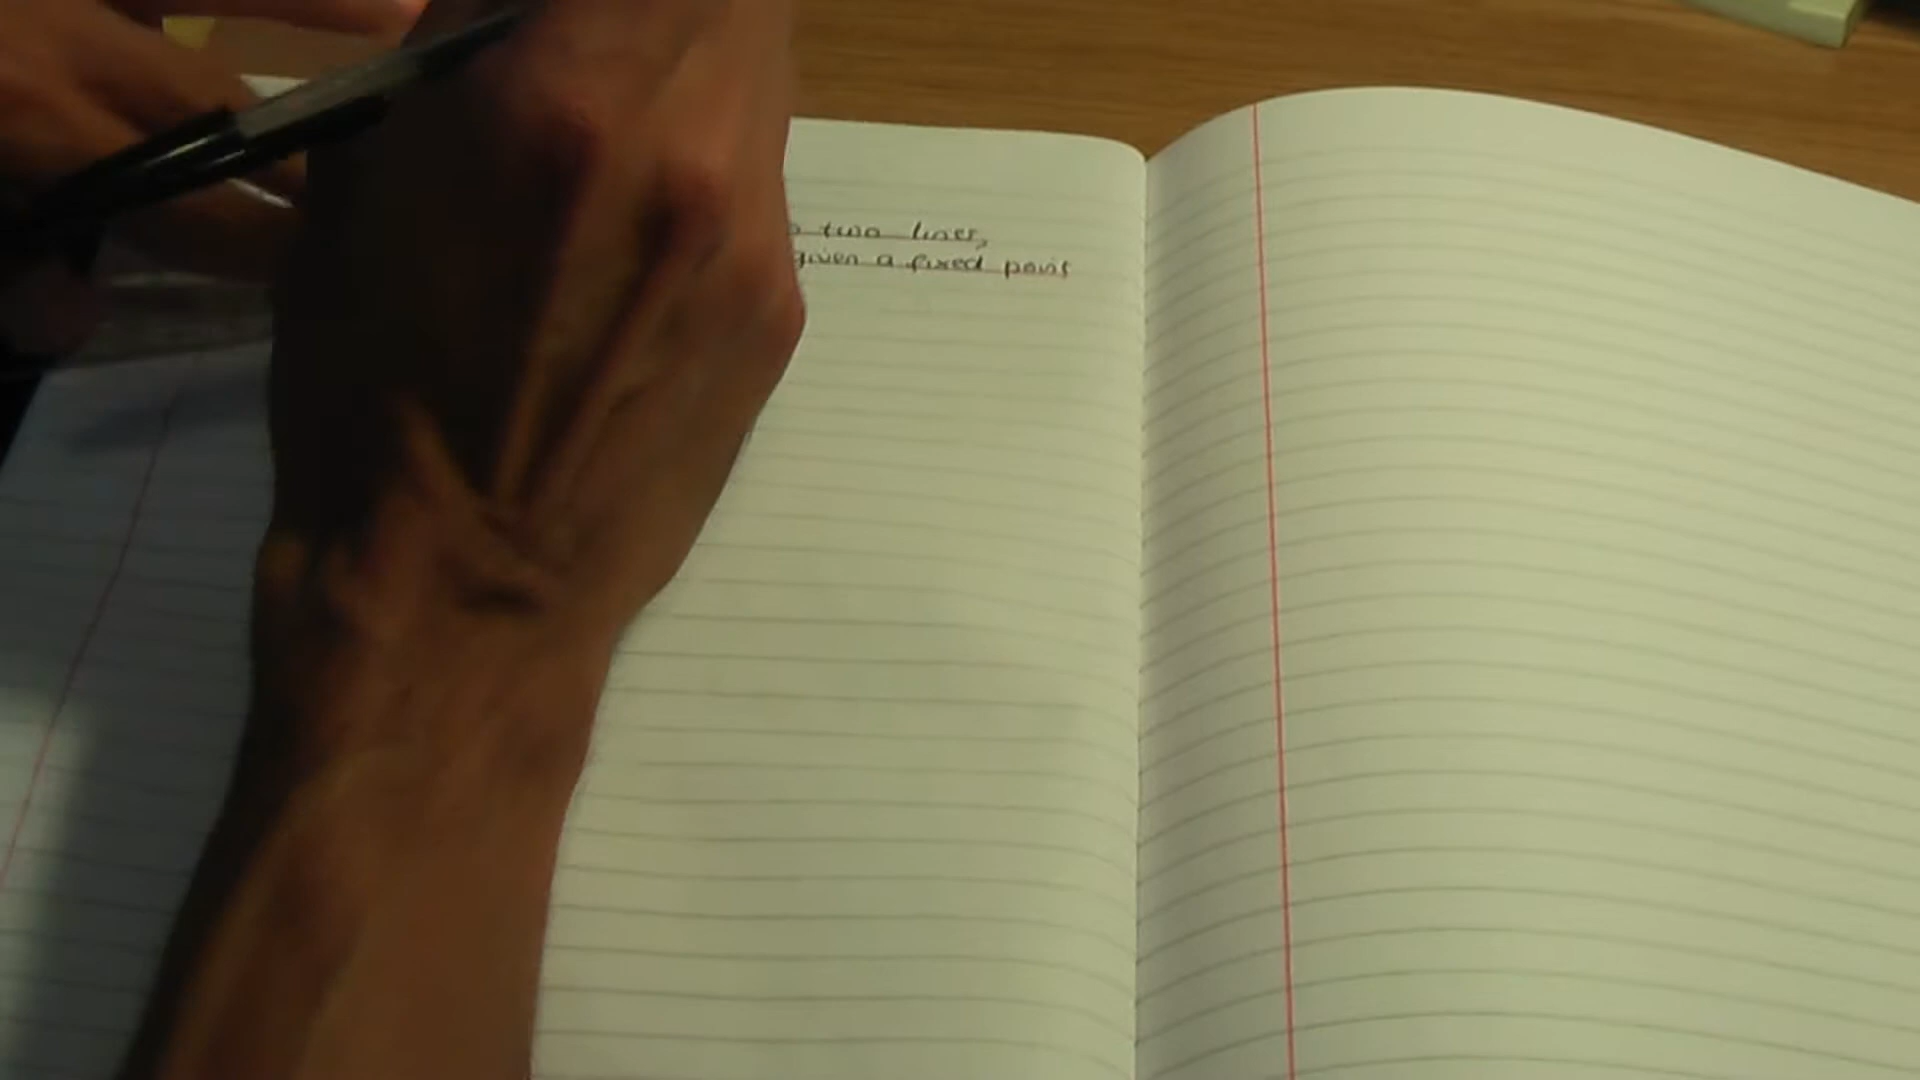 two lines,
given a fixed point